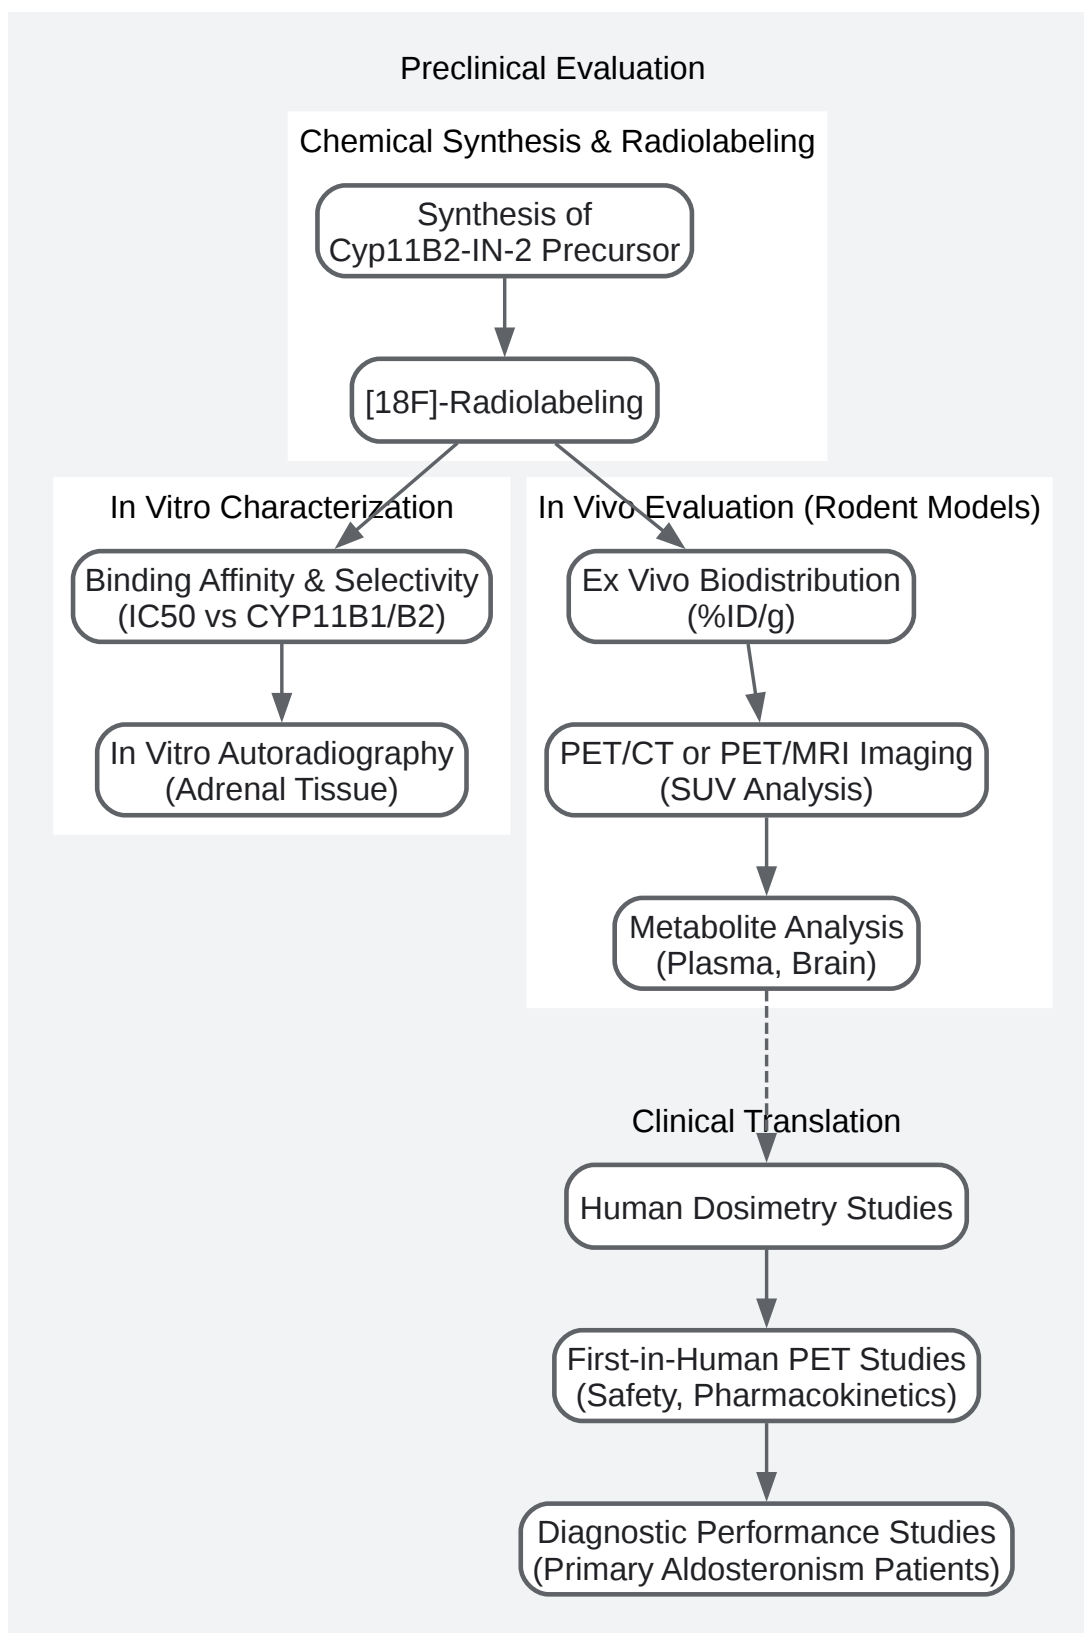 Preclinical Evaluation
Chemical Synthesis & Radiolabeling
Synthesis of
Cyp11B2-IN-2 Precursor
[18F]-Radiolabeling
In Vitro Characterization
Binding Affinity & Selectivity
(IC50 vs CYP11B1/B2)
In Vitro Autoradiography
(Adrenal Tissue)
In Vivo Evaluation (Rodent Models)
Ex Vivo Biodistribution
(%ID/g)
PET/CT or PET/MRI Imaging
(SUV Analysis)
Metabolite Analysis
(Plasma, Brain)
Clinical Translation
Human Dosimetry Studies
First-in-Human PET Studies
(Safety, Pharmacokinetics)
Diagnostic Performance Studies
(Primary Aldosteronism Patients)